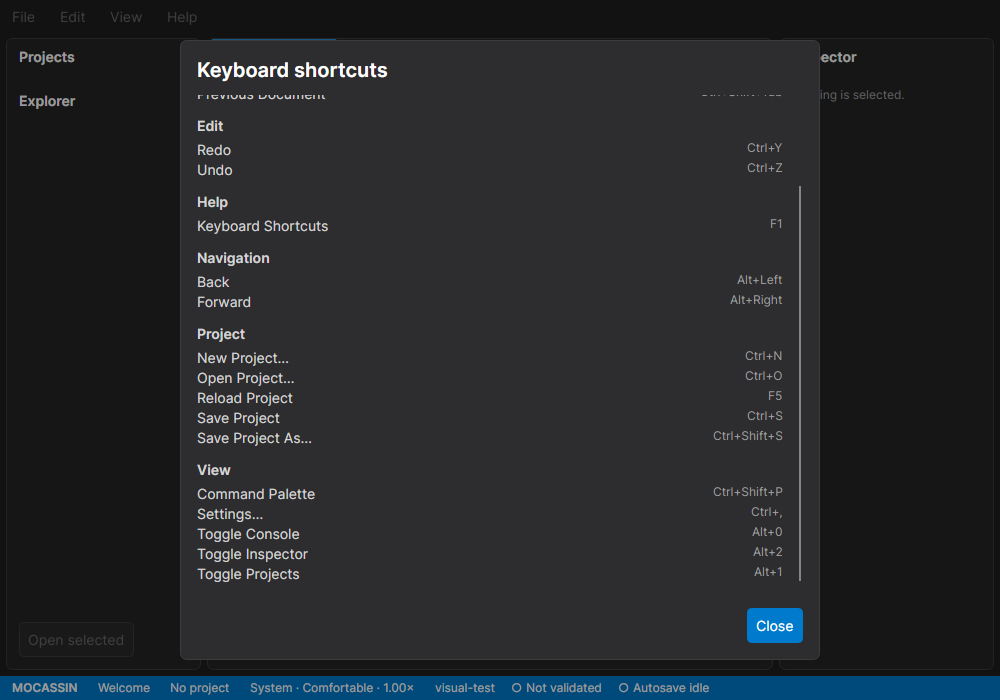 File Edit View Help
Projects
Explorer
Keyboard shortcuts
Previous Document
Edit
Redo Ctrl+Y
Undo Ctrl+Z
Help
Keyboard Shortcuts F1
Navigation
Back Alt+Left
Forward Alt+Right
Project
New Project... Ctrl+N
Open Project... Ctrl+O
Reload Project F5
Save Project Ctrl+S
Save Project As... Ctrl+Shift+S
View
Command Palette Ctrl+Shift+P
Settings... Ctrl+,
Toggle Console Alt+0
Toggle Inspector Alt+2
Toggle Projects Alt+1
Close
ector
ing is selected.
Open selected
MOCASSIN Welcome No project System · Comfortable · 1.00× visual-test Not validated Autosave idle